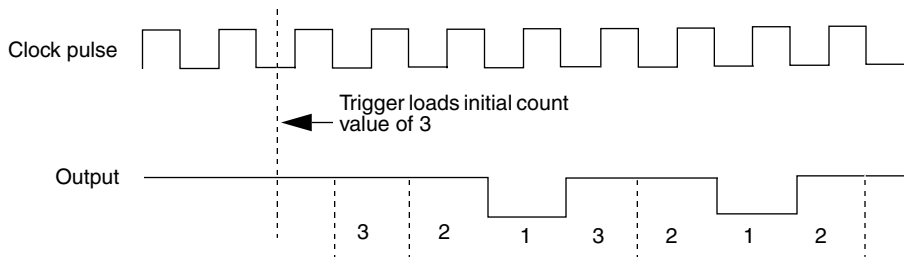 Clock pulse
Trigger loads initial count
value of 3
Output
3 2 1 3 2 1 2